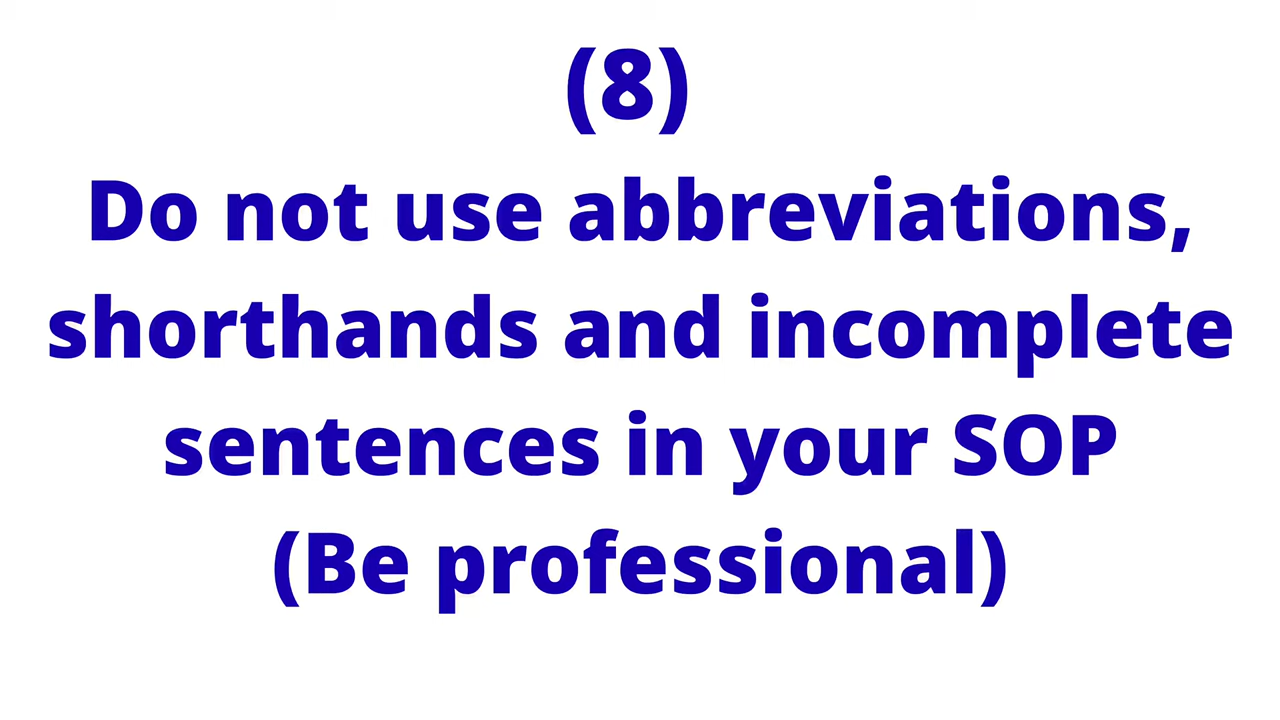 (8)
Do not use abbreviations,
shorthands and incomplete
sentences in your SOP
(Be professional)